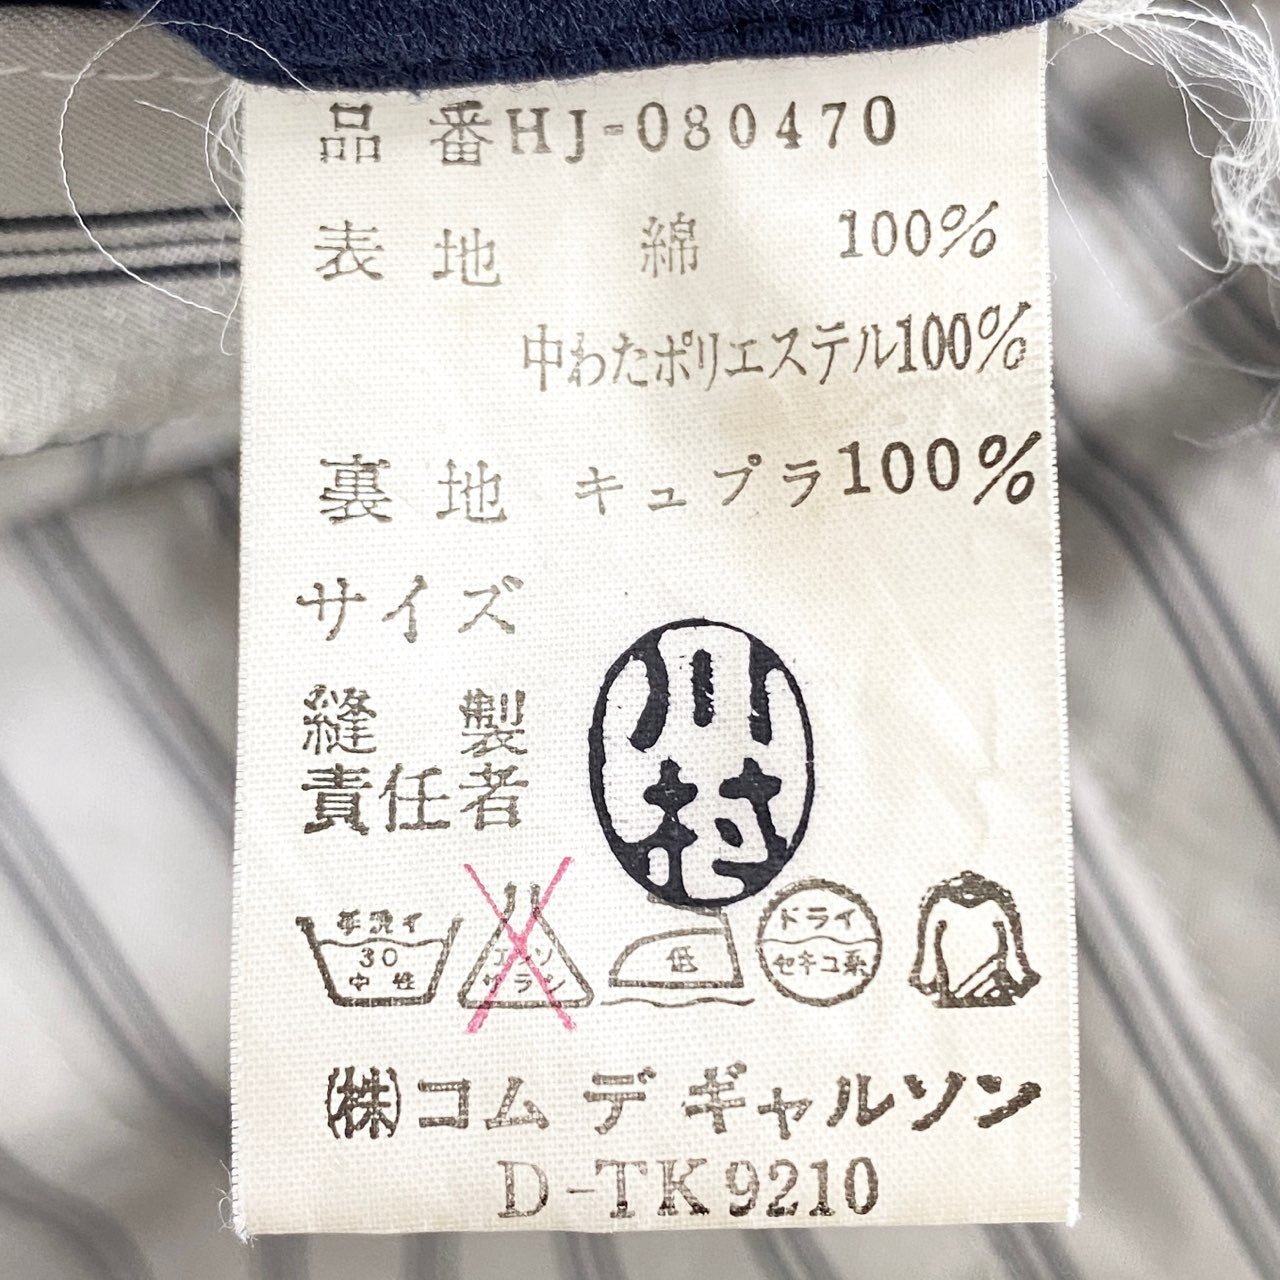 品番HJ-080470
表地 綿 100%
中わたポリエステル100%
裏地 キュプラ100%
サイズ
縫製
責任者
川村
手洗イ
30
中性
エンソ
サラシ
低
ドライ
セキユ系
(株)コム デ ギャルソン
D-TK9210